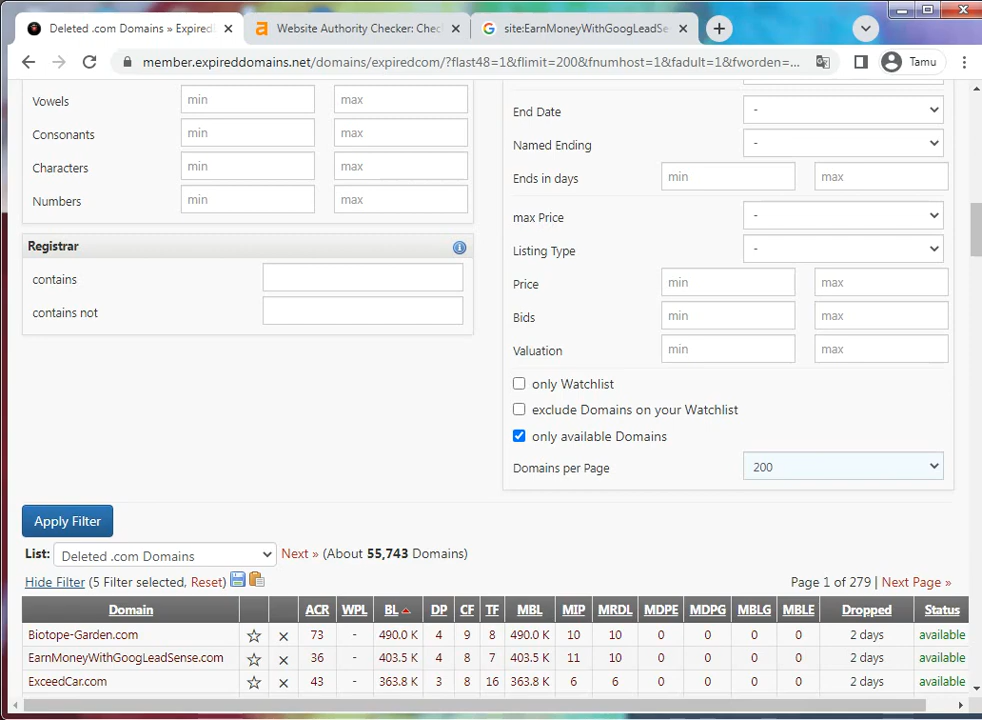 Deleted .com Domains » Expired
Website Authority Checker: Chec
site:EarnMoneyWithGoogLeadSe
member.expireddomains.net/domains/expiredcom/?flast48=1&flimit=200&fnumhost=1&fadult=1&fworden=...
Tamu
Vowels min max
Consonants min max
Characters min max
Numbers min max
Registrar
contains
contains not
End Date -
Named Ending -
Ends in days min max
max Price -
Listing Type -
Price min max
Bids min max
Valuation min max
only Watchlist
exclude Domains on your Watchlist
only available Domains
Domains per Page 200
Apply Filter
List: Deleted .com Domains Next » (About 55,743 Domains)
Hide Filter (5 Filter selected, Reset) Page 1 of 279 | Next Page »
Domain ACR WPL BL DP CF TF MBL MIP MRDL MDPE MDPG MBLG MBLE Dropped Status
Biotope-Garden.com 73 - 490.0 K 4 9 8 490.0 K 10 10 0 0 0 0 2 days available
EarnMoneyWithGoogLeadSense.com 36 - 403.5 K 4 8 7 403.5 K 11 10 0 0 0 0 2 days available
ExceedCar.com 43 - 363.8 K 3 8 16 363.8 K 6 6 0 0 0 0 2 days available